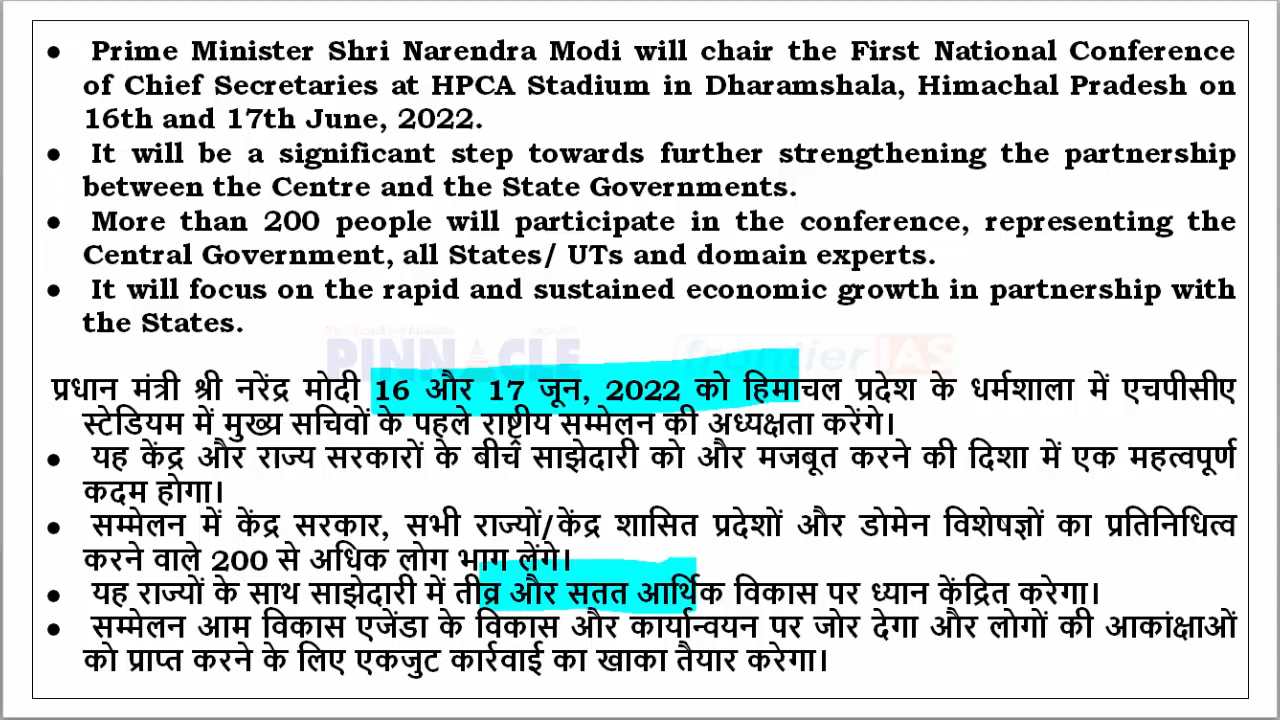 ● Prime Minister Shri Narendra Modi will chair the First National Conference
of Chief Secretaries at HPCA Stadium in Dharamshala, Himachal Pradesh on
16th and 17th June, 2022.
● It will be a significant step towards further strengthening the partnership
between the Centre and the State Governments.
● More than 200 people will participate in the conference, representing the
Central Government, all States/ UTs and domain experts.
● It will focus on the rapid and sustained economic growth in partnership with
the States.
PINNACLE frontier IAS
प्रधान मंत्री श्री नरेंद्र मोदी 16 और 17 जून, 2022 को हिमाचल प्रदेश के धर्मशाला में एचपीसीए
स्टेडियम में मुख्य सचिवों के पहले राष्ट्रीय सम्मेलन की अध्यक्षता करेंगे।
● यह केंद्र और राज्य सरकारों के बीच साझेदारी को और मजबूत करने की दिशा में एक महत्वपूर्ण
कदम होगा।
● सम्मेलन में केंद्र सरकार, सभी राज्यों/केंद्र शासित प्रदेशों और डोमेन विशेषज्ञों का प्रतिनिधित्व
करने वाले 200 से अधिक लोग भाग लेंगे।
● यह राज्यों के साथ साझेदारी में तीव्र और सतत आर्थिक विकास पर ध्यान केंद्रित करेगा।
● सम्मेलन आम विकास एजेंडा के विकास और कार्यान्वयन पर जोर देगा और लोगों की आकांक्षाओं
को प्राप्त करने के लिए एकजुट कार्रवाई का खाका तैयार करेगा।